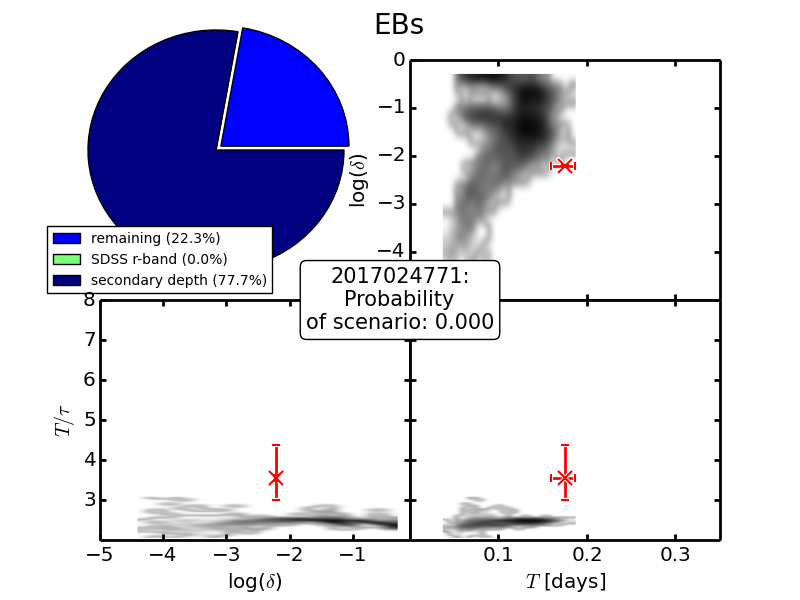 EBs
remaining (22.3%)
SDSS r-band (0.0%)
secondary depth (77.7%)
0
−1
−2
−3
−4
log(δ)
2017024771:
Probability
of scenario: 0.000
8
7
6
5
4
3
T/τ
−5 −4 −3 −2 −1
log(δ)
0.1 0.2 0.3
T [days]